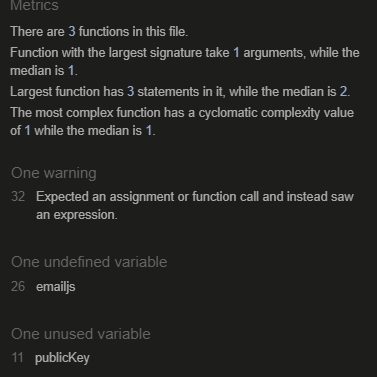 Metrics
There are 3 functions in this file.
Function with the largest signature take 1 arguments, while the
median is 1.
Largest function has 3 statements in it, while the median is 2.
The most complex function has a cyclomatic complexity value
of 1 while the median is 1.
One warning
32 Expected an assignment or function call and instead saw
an expression.
One undefined variable
26 emailjs
One unused variable
11 publicKey